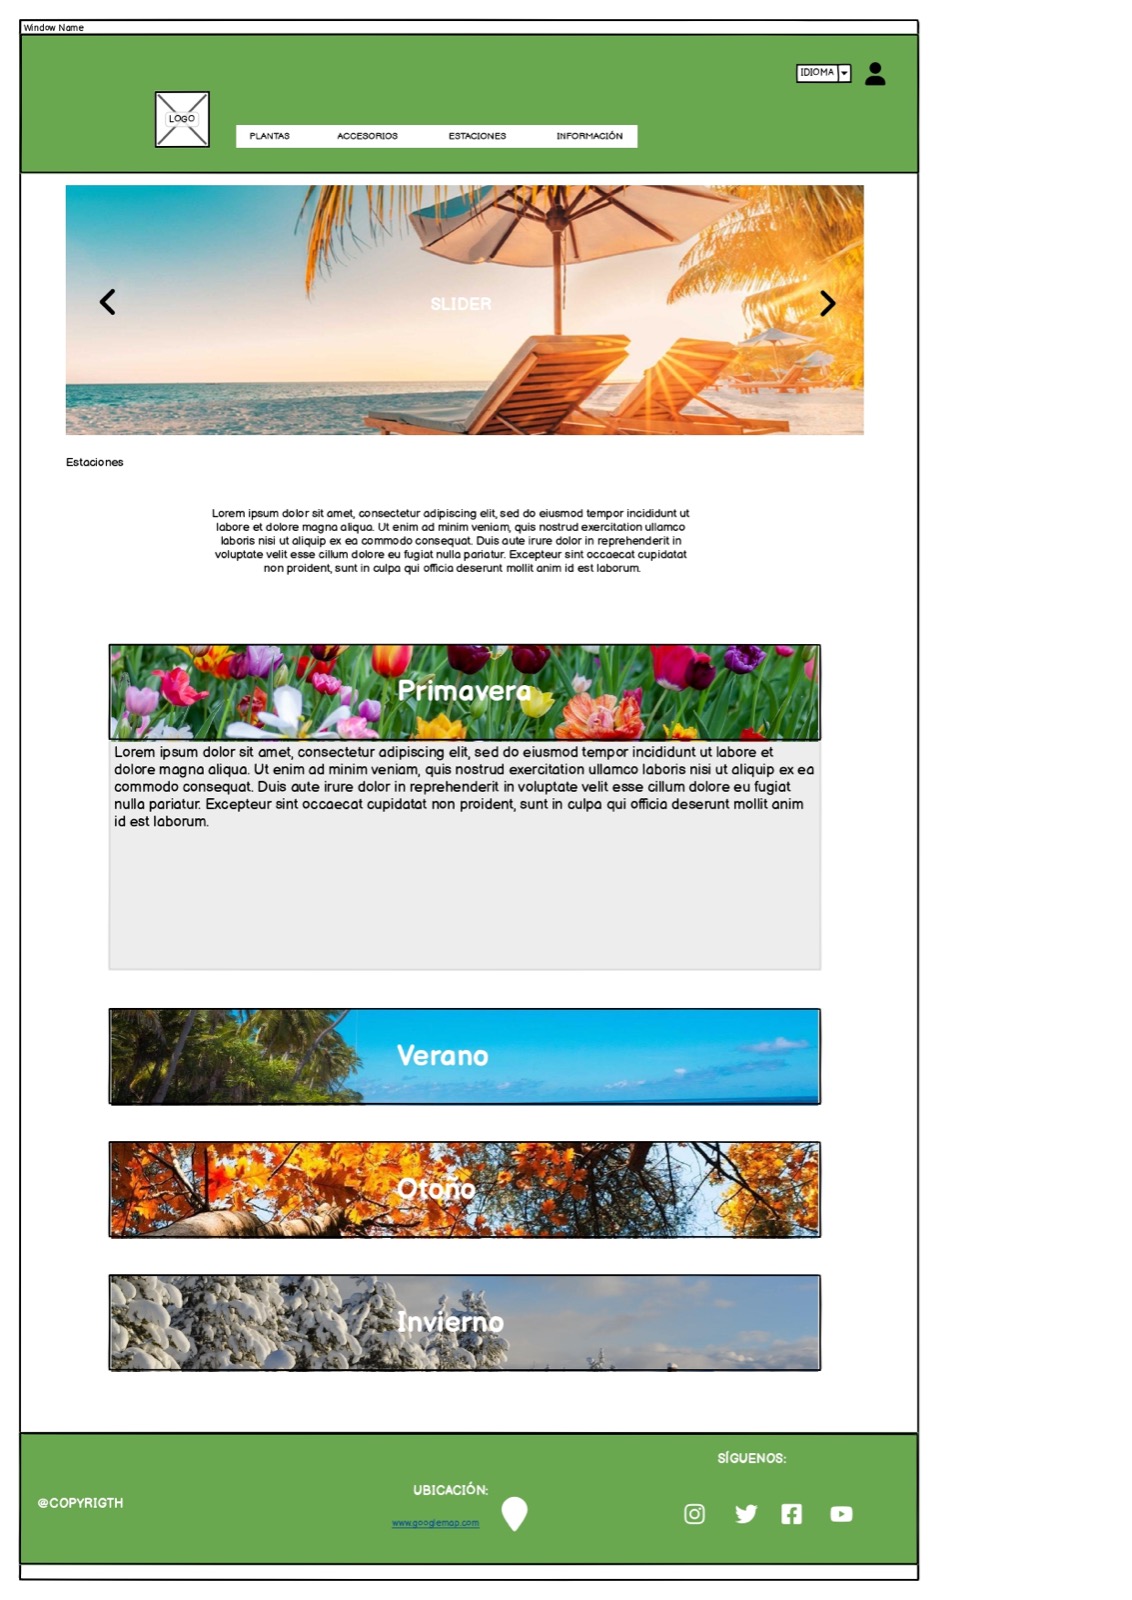 Window Name
IDIOMA
LOGO
PLANTAS ACCESORIOS ESTACIONES INFORMACIÓN
SLIDER
Estaciones
Lorem ipsum dolor sit amet, consectetur adipiscing elit, sed do eiusmod tempor incididunt ut
labore et dolore magna aliqua. Ut enim ad minim veniam, quis nostrud exercitation ullamco
laboris nisi ut aliquip ex ea commodo consequat. Duis aute irure dolor in reprehenderit in
voluptate velit esse cillum dolore eu fugiat nulla pariatur. Excepteur sint occaecat cupidatat
non proident, sunt in culpa qui officia deserunt mollit anim id est laborum.
Primavera
Lorem ipsum dolor sit amet, consectetur adipiscing elit, sed do eiusmod tempor incididunt ut labore et
dolore magna aliqua. Ut enim ad minim veniam, quis nostrud exercitation ullamco laboris nisi ut aliquip ex ea
commodo consequat. Duis aute irure dolor in reprehenderit in voluptate velit esse cillum dolore eu fugiat
nulla pariatur. Excepteur sint occaecat cupidatat non proident, sunt in culpa qui officia deserunt mollit anim
id est laborum.
Verano
Otoño
Invierno
@COPYRIGTH
UBICACIÓN:
www.googlemap.com
SÍGUENOS: